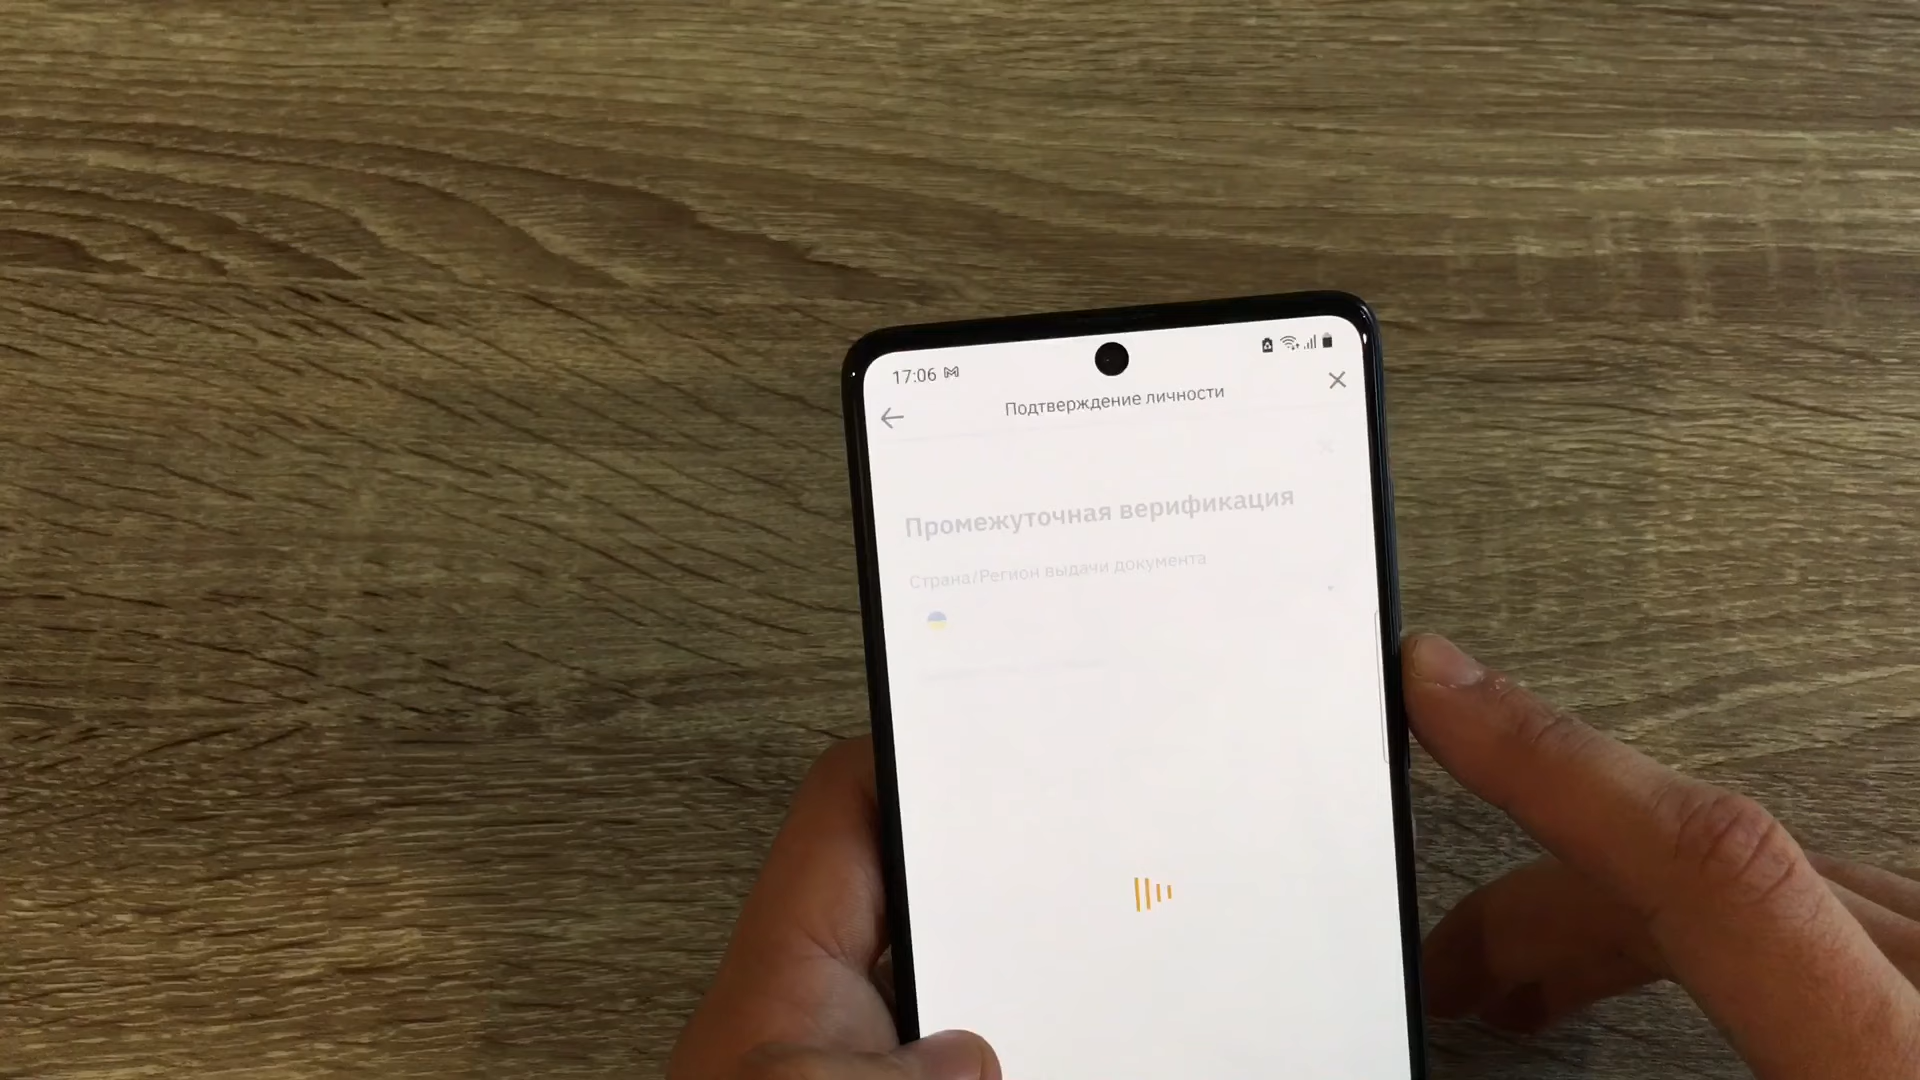 17:06
Подтверждение личности
Промежуточная верификация
Страна/Регион выдачи документа